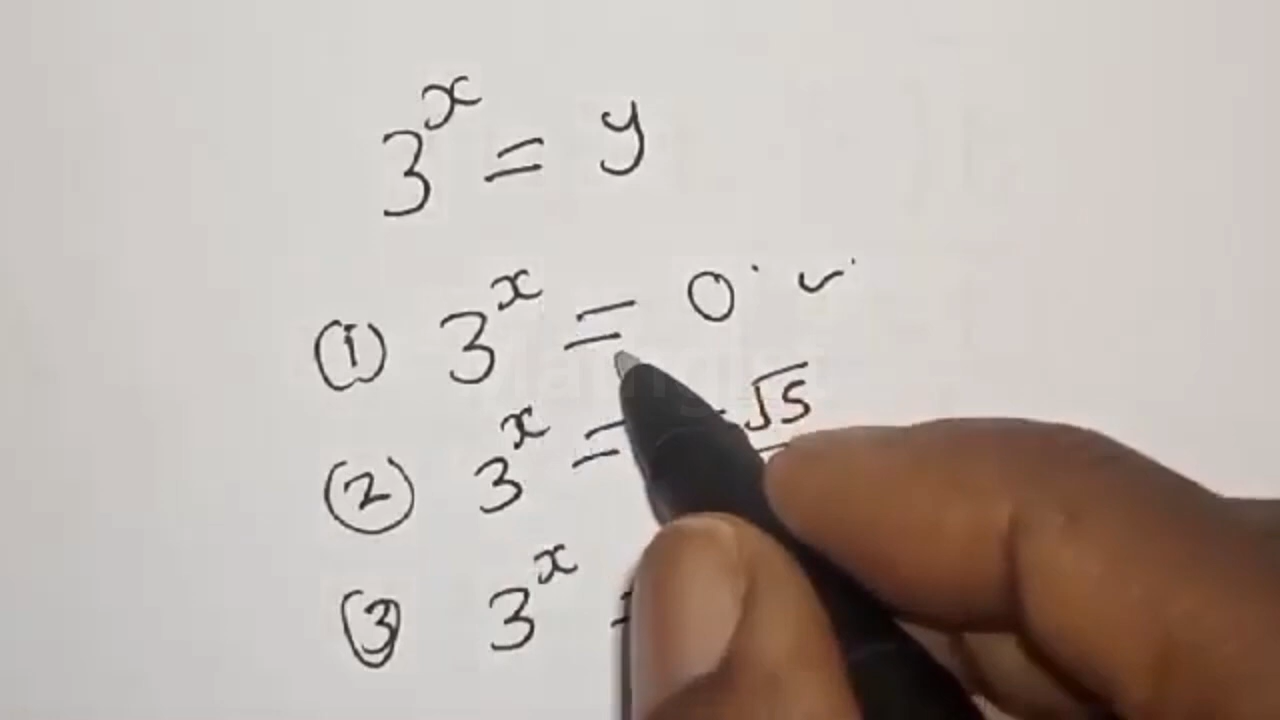 3^x = y
(1) 3^x = 0
(2) 3^x = √5
(3) 3^x =